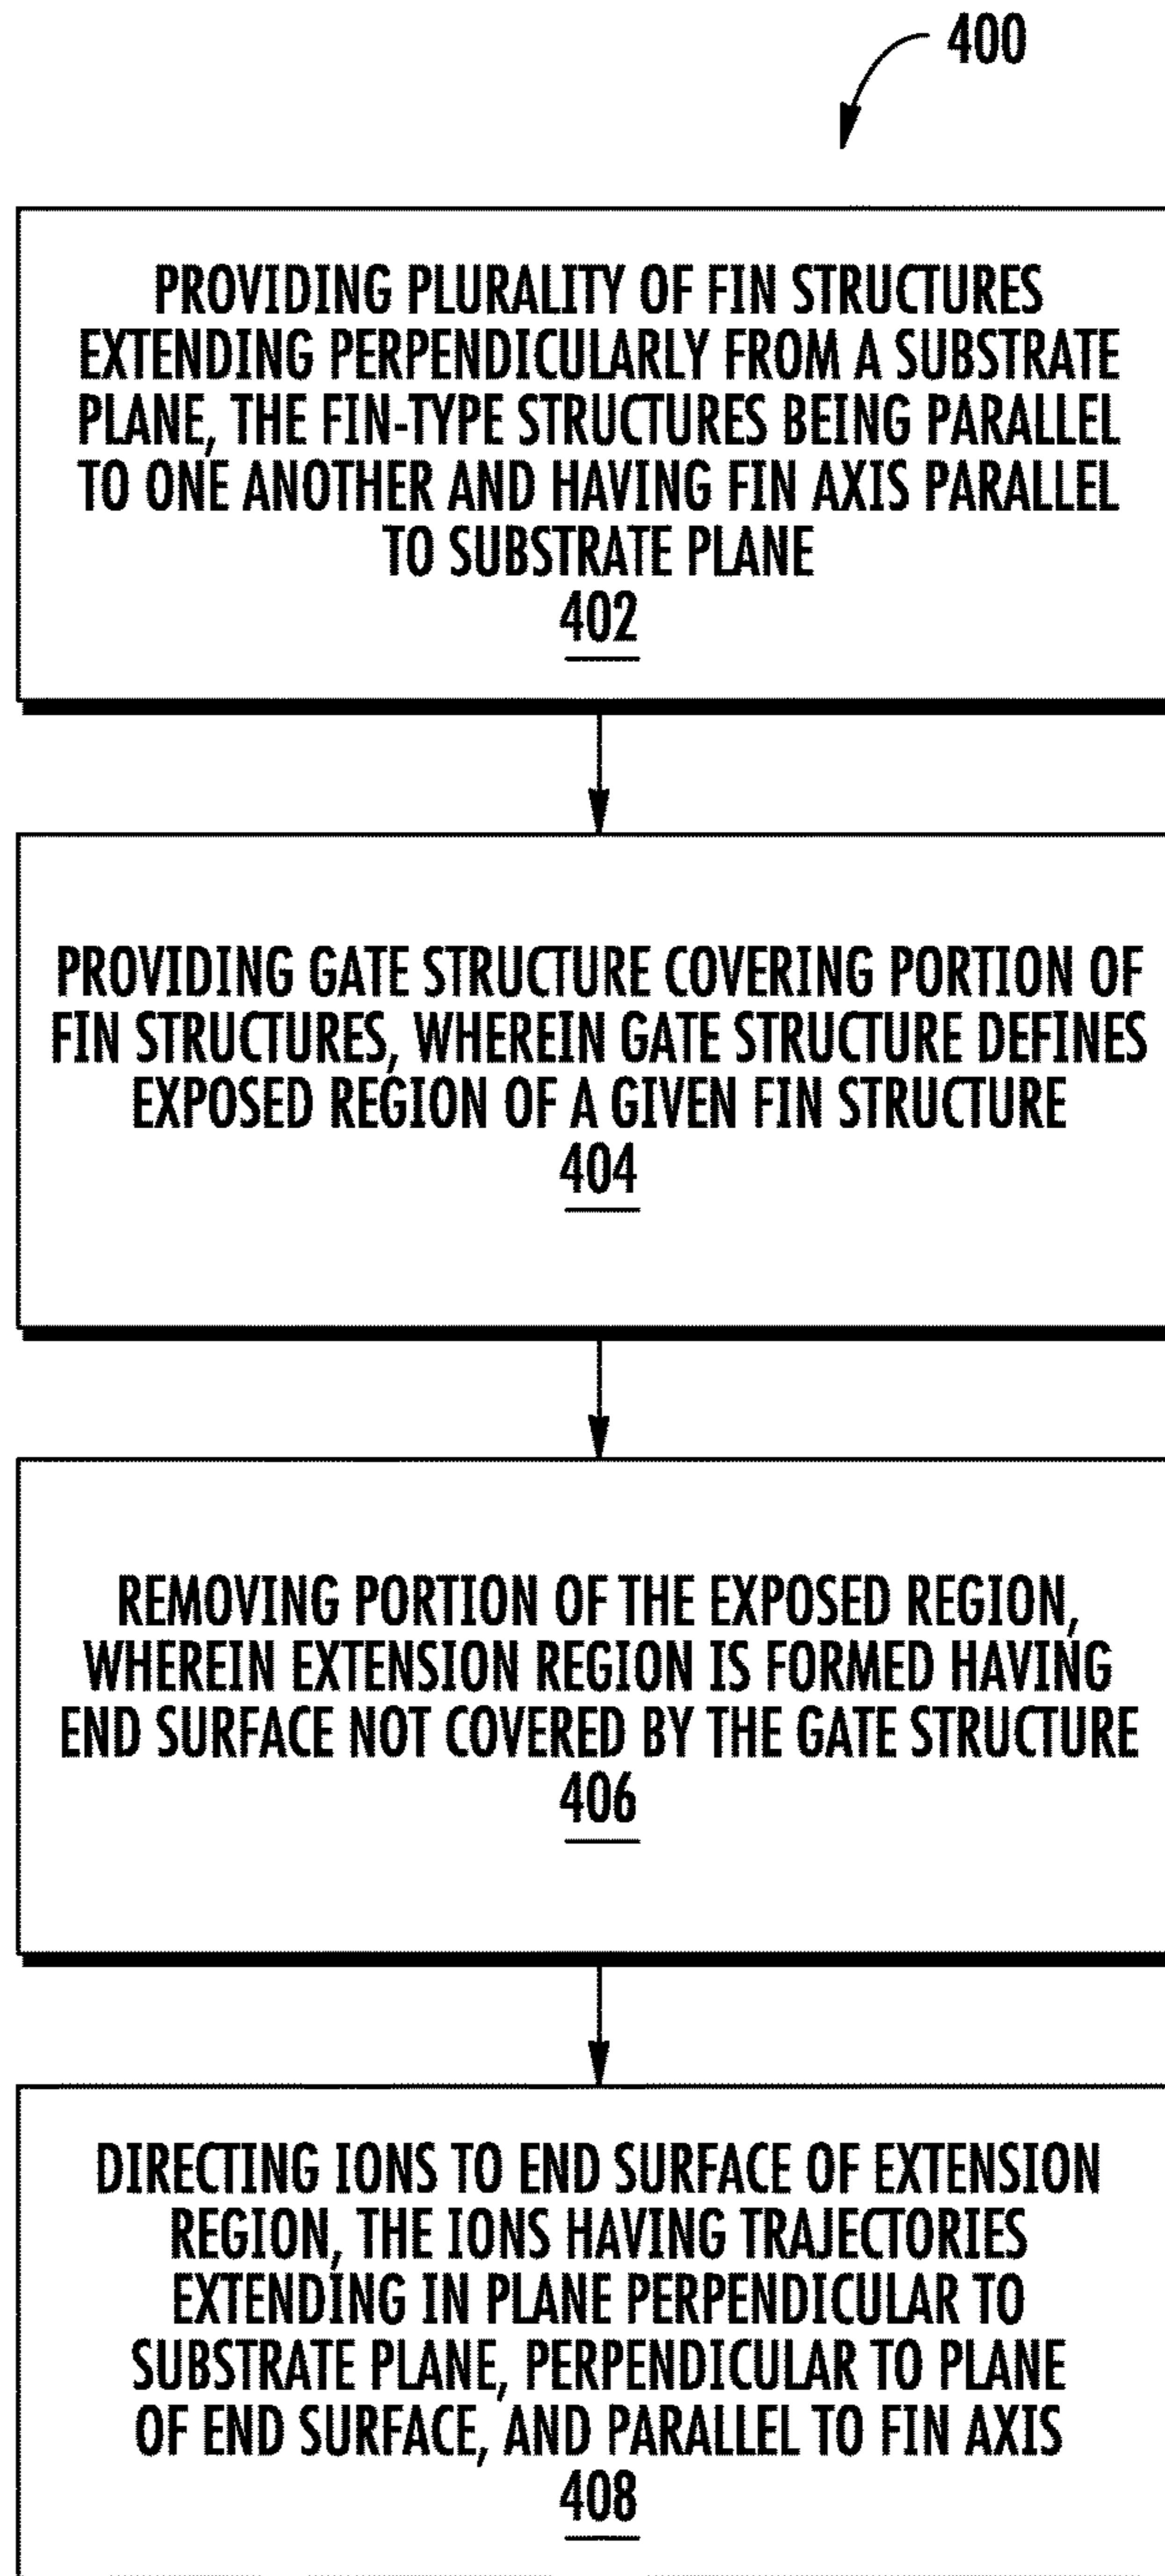 400
PROVIDING PLURALITY OF FIN STRUCTURES
EXTENDING PERPENDICULARLY FROM A SUBSTRATE
PLANE, THE FIN-TYPE STRUCTURES BEING PARALLEL
TO ONE ANOTHER AND HAVING FIN AXIS PARALLEL
TO SUBSTRATE PLANE
402
PROVIDING GATE STRUCTURE COVERING PORTION OF
FIN STRUCTURES, WHEREIN GATE STRUCTURE DEFINES
EXPOSED REGION OF A GIVEN FIN STRUCTURE
404
REMOVING PORTION OF THE EXPOSED REGION,
WHEREIN EXTENSION REGION IS FORMED HAVING
END SURFACE NOT COVERED BY THE GATE STRUCTURE
406
DIRECTING IONS TO END SURFACE OF EXTENSION
REGION, THE IONS HAVING TRAJECTORIES
EXTENDING IN PLANE PERPENDICULAR TO
SUBSTRATE PLANE, PERPENDICULAR TO PLANE
OF END SURFACE, AND PARALLEL TO FIN AXIS
408